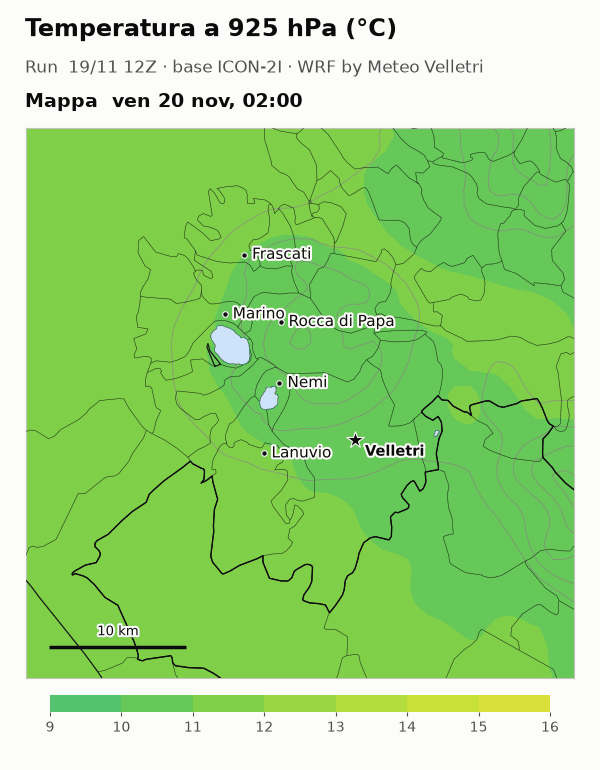 Temperatura a 925 hPa (°C)
Run 19/11 12Z · base ICON-2I · WRF by Meteo Velletri
Mappa ven 20 nov, 02:00
Frascati
Marino
Rocca di Papa
Nemi
Velletri
Lanuvio
10 km
9 10 11 12 13 14 15 16